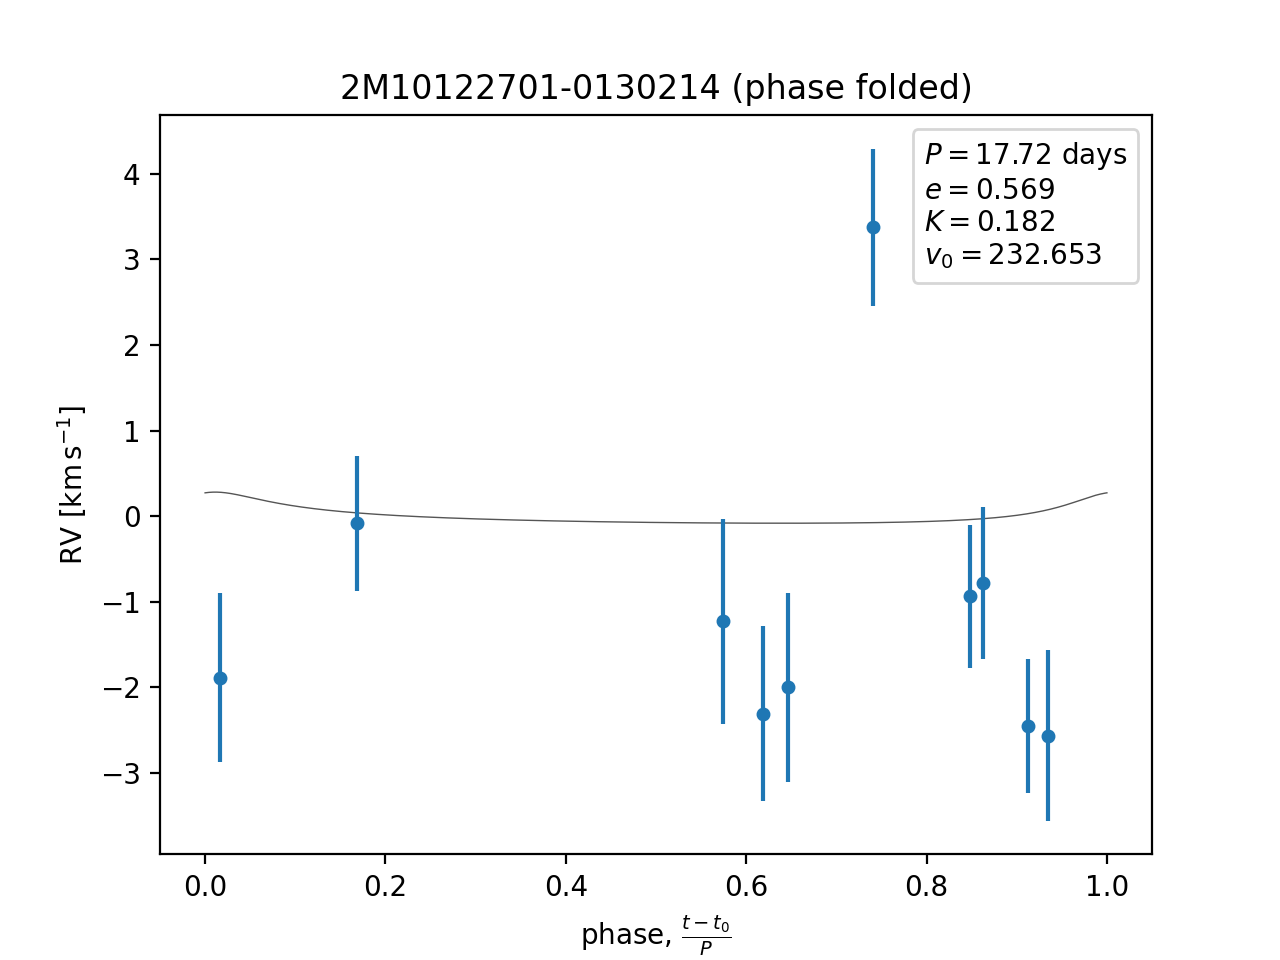 2M10122701-0130214 (phase folded)
P = 17.72 days
e = 0.569
K = 0.182
v₀ = 232.653
4
3
2
1
0
−1
−2
−3
RV [km s⁻¹]
0.0 0.2 0.4 0.6 0.8 1.0
phase, (t − t₀)/P